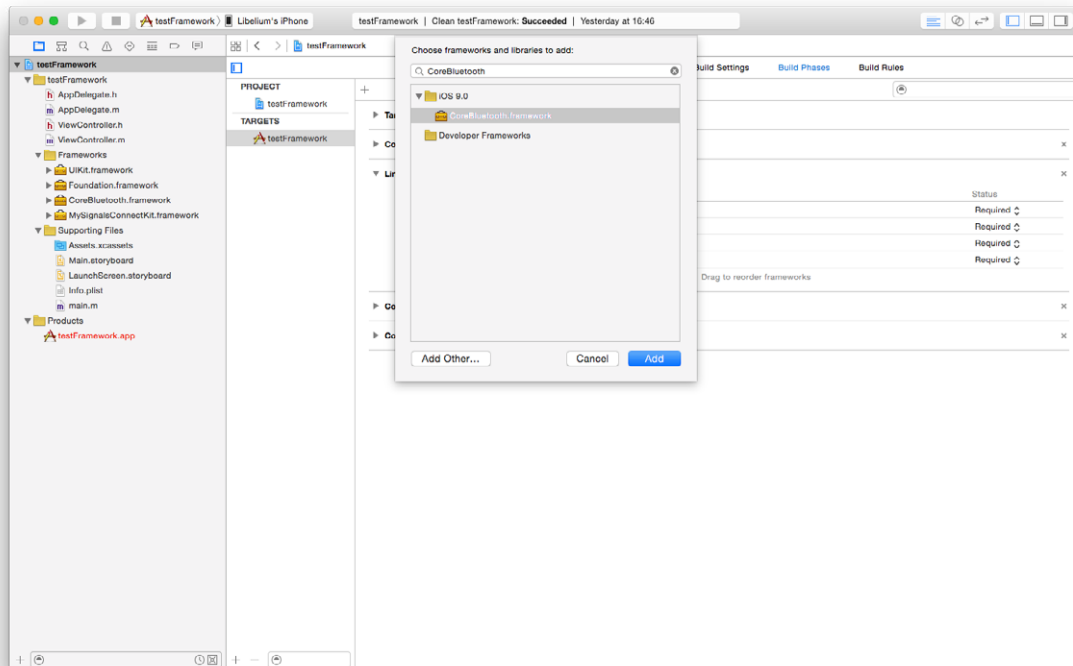 testFramework
Libelium's iPhone
testFramework | Clean testFramework: Succeeded | Yesterday at 16:46
testFramework
testFramework
AppDelegate.h
AppDelegate.m
ViewController.h
ViewController.m
Frameworks
UIKit.framework
Foundation.framework
CoreBluetooth.framework
MySignalsConnectKit.framework
Supporting Files
Assets.xcassets
Main.storyboard
LaunchScreen.storyboard
Info.plist
main.m
Products
testFramework.app
testFramework
PROJECT
testFramework
TARGETS
testFramework
Choose frameworks and libraries to add:
CoreBluetooth
iOS 9.0
CoreBluetooth.framework
Developer Frameworks
Add Other...
Cancel
Add
Build Settings
Build Phases
Build Rules
Co
Status
Required
Required
Required
Required
Drag to reorder frameworks
Co
Co